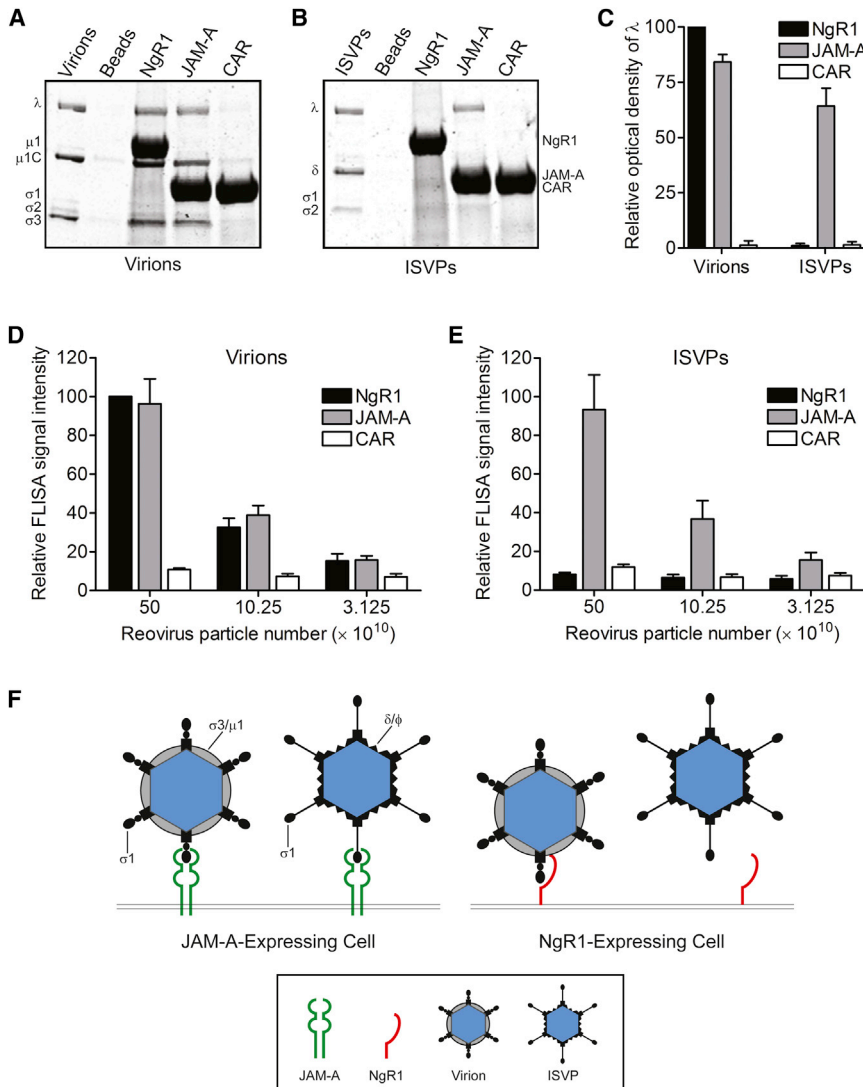 A
Virions
Beads
NgR1
JAM-A
CAR
λ
μ1
μ1C
σ1
σ2
σ3
Virions
B
ISVPs
Beads
NgR1
JAM-A
CAR
λ
δ
σ1
σ2
NgR1
JAM-A
CAR
ISVPs
C
Relative optical density of λ
100
75
50
25
0
NgR1
JAM-A
CAR
Virions ISVPs
D
Virions
Relative FLISA signal intensity
120
100
80
60
40
20
0
NgR1
JAM-A
CAR
50 10.25 3.125
Reovirus particle number (× 10¹⁰)
E
ISVPs
Relative FLISA signal intensity
120
100
80
60
40
20
0
NgR1
JAM-A
CAR
50 10.25 3.125
Reovirus particle number (× 10¹⁰)
F
σ3/μ1
δ/ϕ
σ1
σ1
JAM-A-Expressing Cell
NgR1-Expressing Cell
JAM-A
NgR1
Virion
ISVP